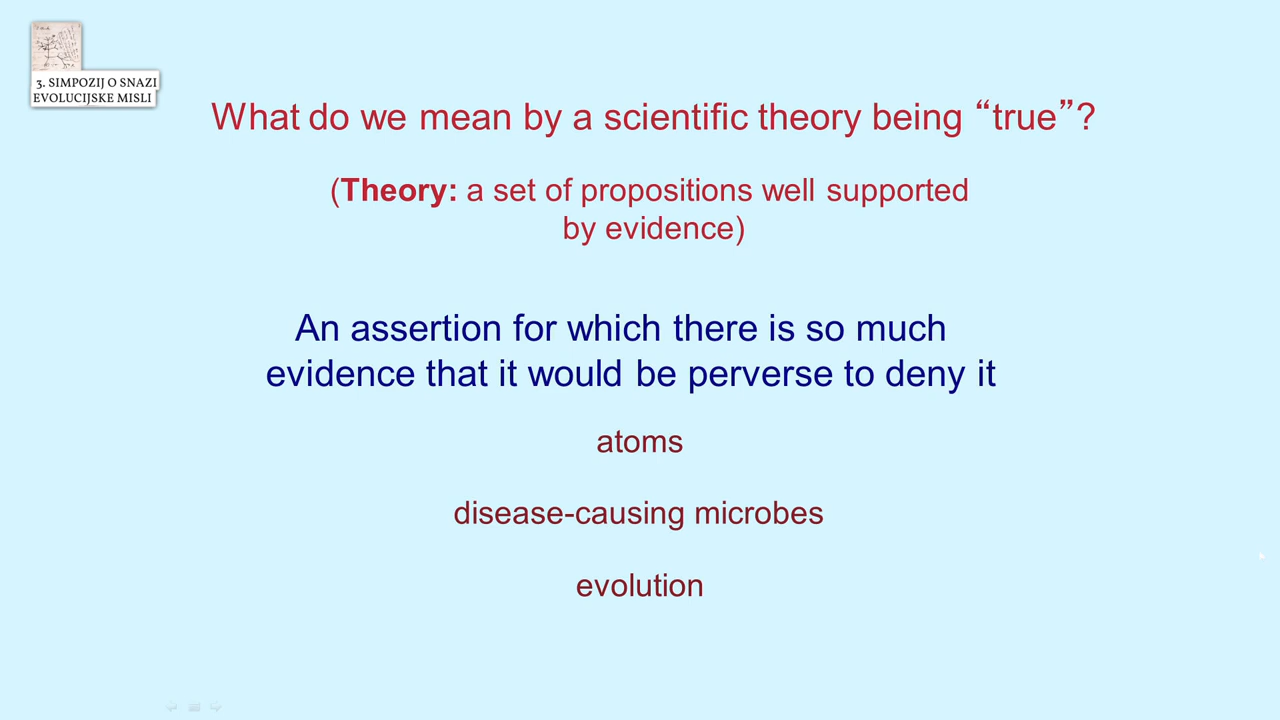 3. SIMPOZIJ O SNAZI
EVOLUCIJSKE MISLI
What do we mean by a scientific theory being “true”?
(Theory: a set of propositions well supported
by evidence)
An assertion for which there is so much
evidence that it would be perverse to deny it
atoms
disease-causing microbes
evolution